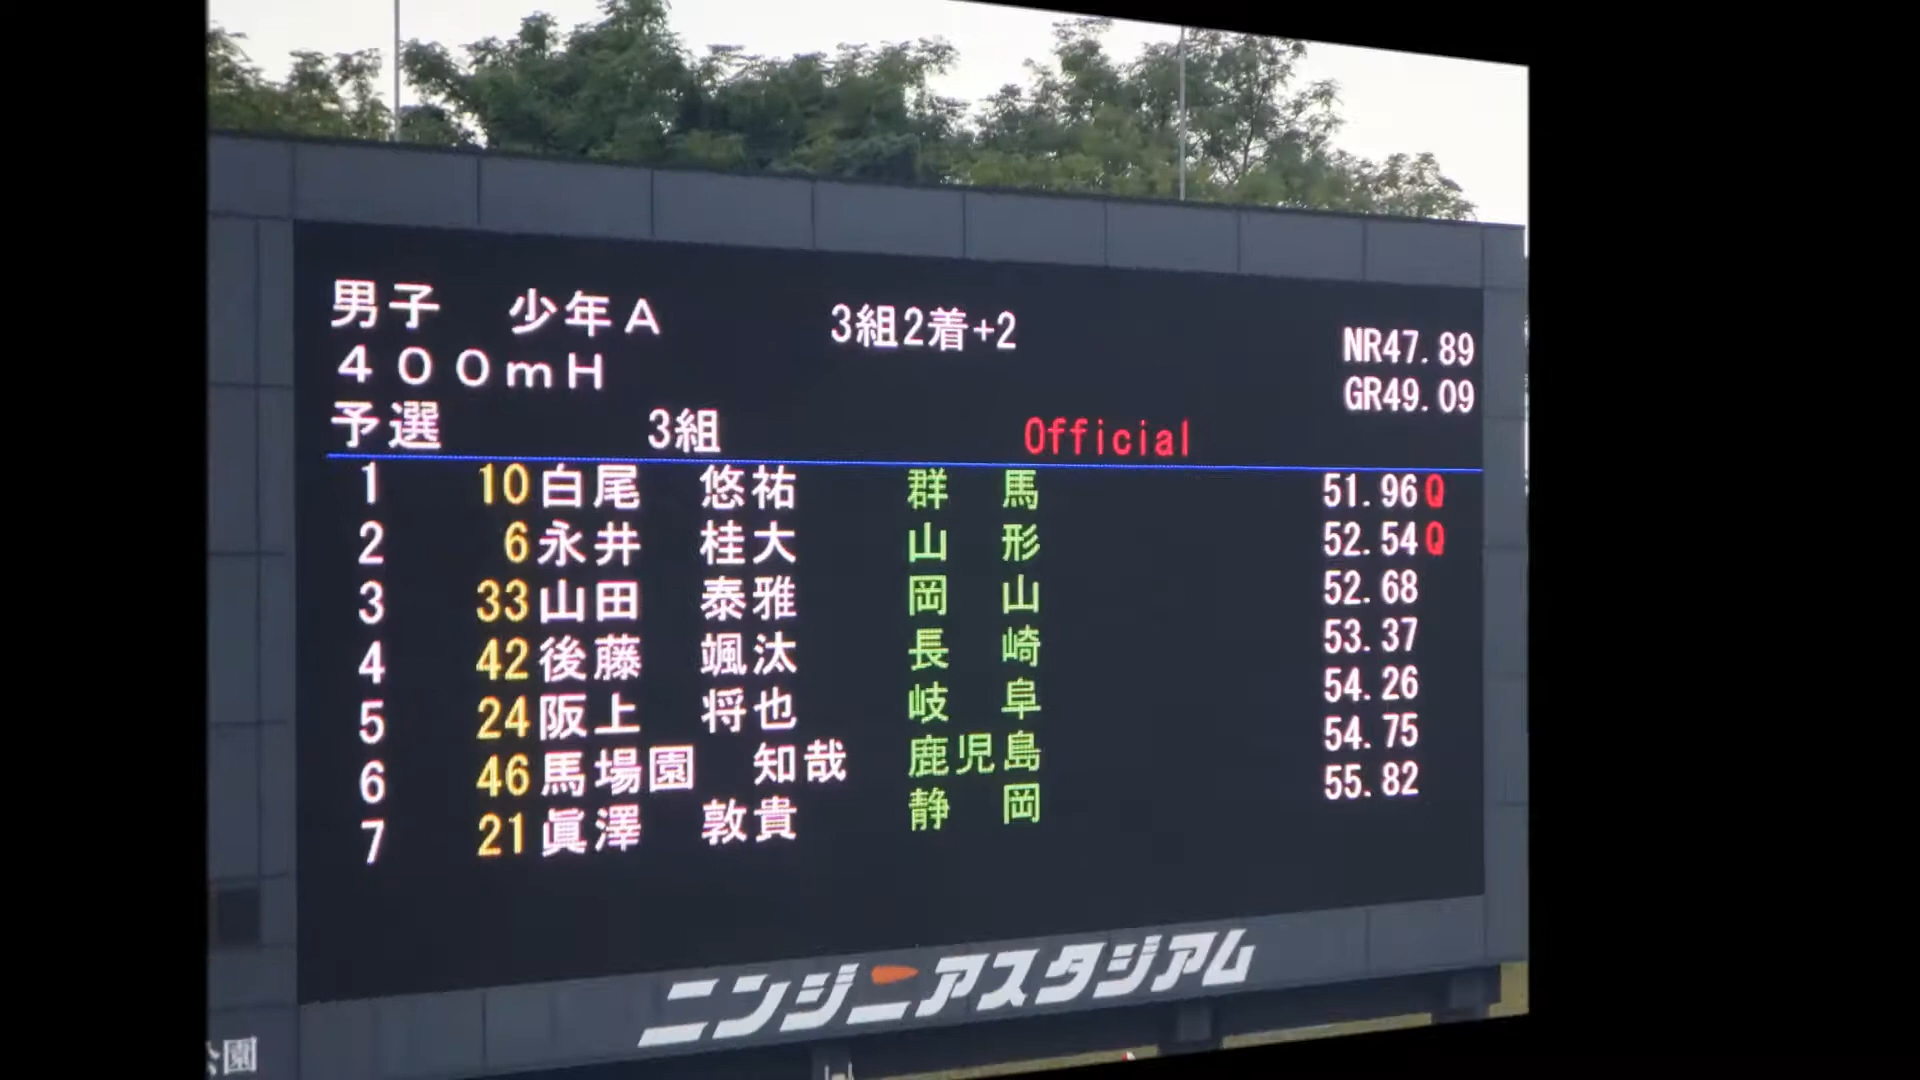 男子　少年A　3組2着+2　NR47.89
400mH　GR49.09
予選　3組　Official
1　10　白尾　悠祐　群　馬　51.96 Q
2　6　永井　桂大　山　形　52.54 Q
3　33　山田　泰雅　岡　山　52.68
4　42　後藤　颯汰　長　崎　53.37
5　24　阪上　将也　岐　阜　54.26
6　46　馬場園　知哉　鹿児島　54.75
7　21　眞澤　敦貴　静　岡　55.82
ニンジニアスタジアム
園